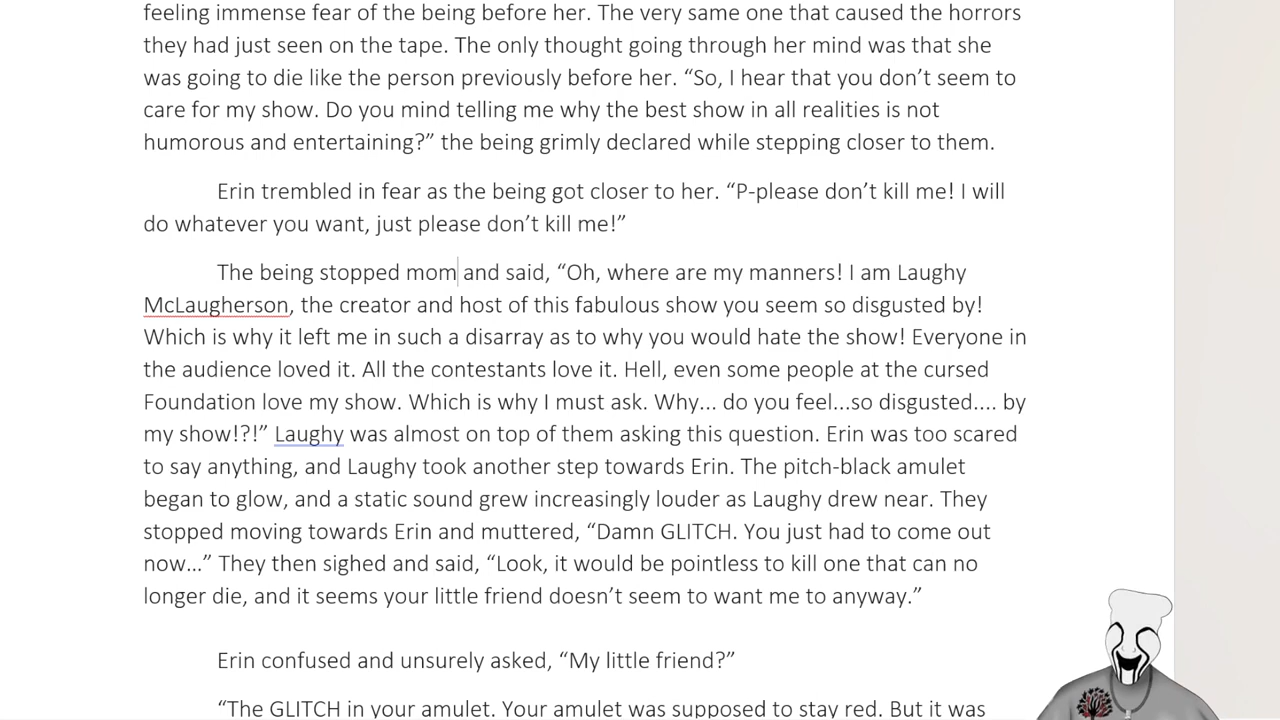 feeling immense fear of the being before her. The very same one that caused the horrors
they had just seen on the tape. The only thought going through her mind was that she
was going to die like the person previously before her. “So, I hear that you don’t seem to
care for my show. Do you mind telling me why the best show in all realities is not
humorous and entertaining?” the being grimly declared while stepping closer to them.
Erin trembled in fear as the being got closer to her. “P-please don’t kill me! I will
do whatever you want, just please don’t kill me!”
The being stopped mom and said, “Oh, where are my manners! I am Laughy
McLaugherson, the creator and host of this fabulous show you seem so disgusted by!
Which is why it left me in such a disarray as to why you would hate the show! Everyone in
the audience loved it. All the contestants love it. Hell, even some people at the cursed
Foundation love my show. Which is why I must ask. Why... do you feel...so disgusted.... by
my show!?!” Laughy was almost on top of them asking this question. Erin was too scared
to say anything, and Laughy took another step towards Erin. The pitch-black amulet
began to glow, and a static sound grew increasingly louder as Laughy drew near. They
stopped moving towards Erin and muttered, “Damn GLITCH. You just had to come out
now...” They then sighed and said, “Look, it would be pointless to kill one that can no
longer die, and it seems your little friend doesn’t seem to want me to anyway.”
Erin confused and unsurely asked, “My little friend?”
“The GLITCH in your amulet. Your amulet was supposed to stay red. But it was